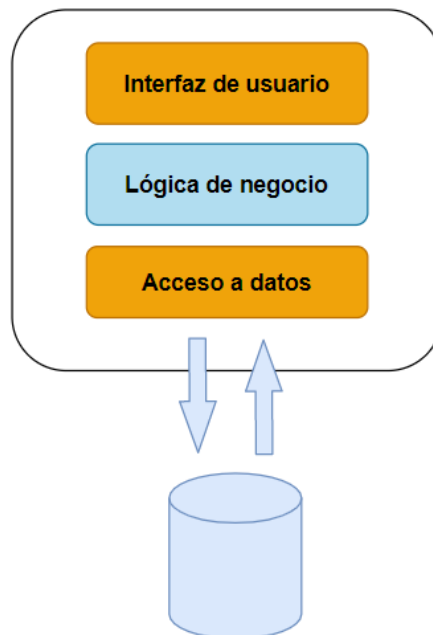 Interfaz de usuario
Lógica de negocio
Acceso a datos